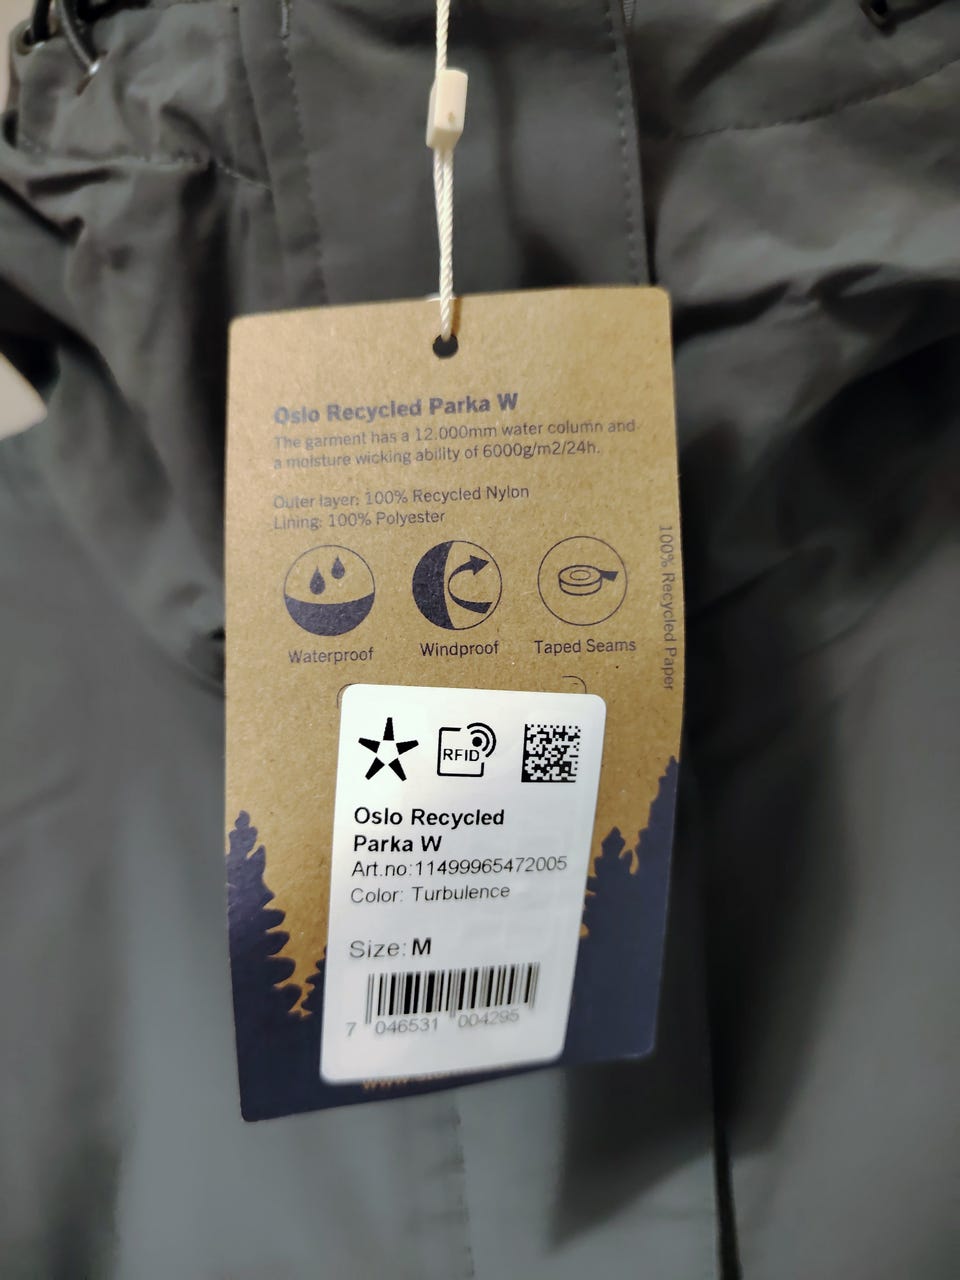 Oslo Recycled Parka W
The garment has a 12.000mm water column and
a moisture wicking ability of 6000g/m2/24h.
Outer layer: 100% Recycled Nylon
Lining: 100% Polyester
Waterproof
Windproof
Taped Seams
100% Recycled Paper
RFID
Oslo Recycled
Parka W
Art.no:11499965472005
Color: Turbulence
Size: M
7 046531 004295